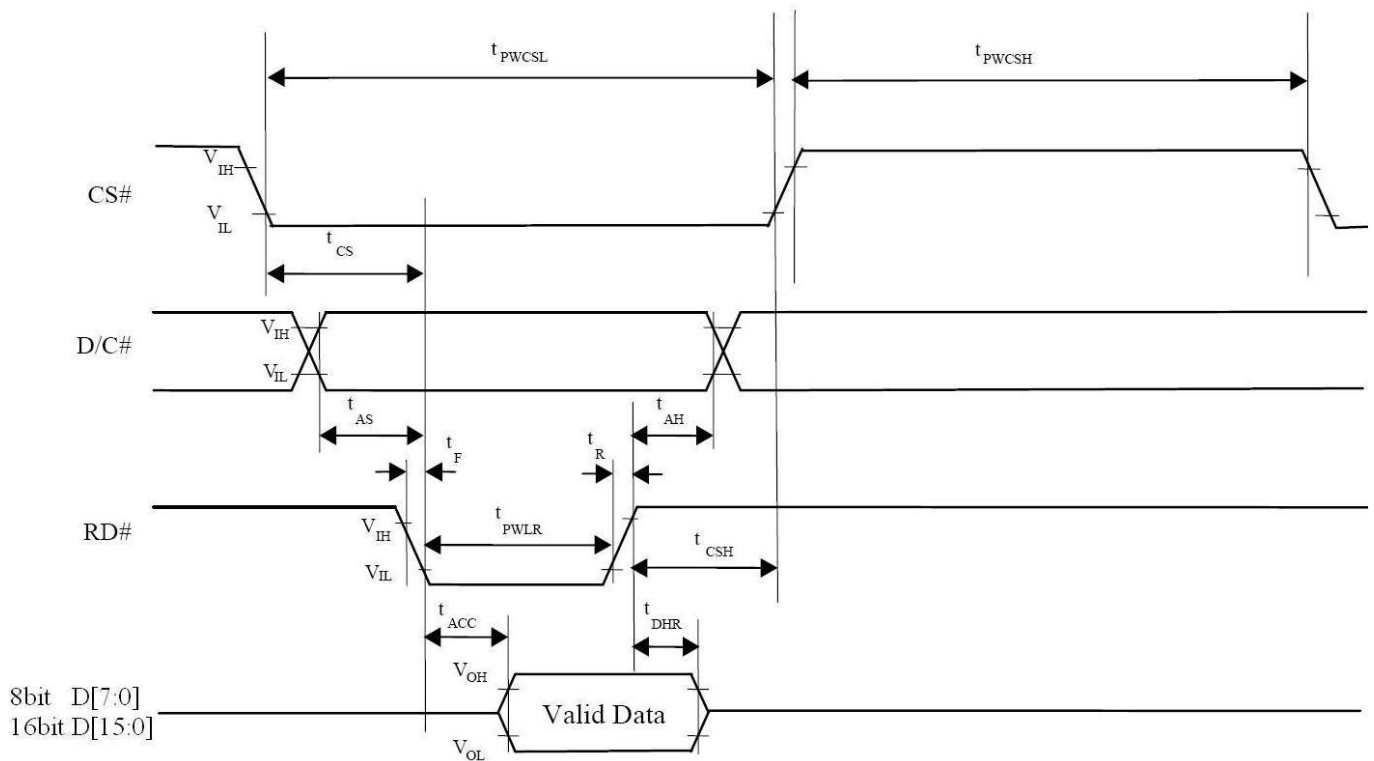 t PWCSL
t PWCSH
CS#
V IH
V IL
t CS
D/C#
V IH
V IL
t AS
t AH
t F
t R
RD#
V IH
V IL
t PWLR
t CSH
t ACC
t DHR
8bit D[7:0]
16bit D[15:0]
V OH
Valid Data
V OL